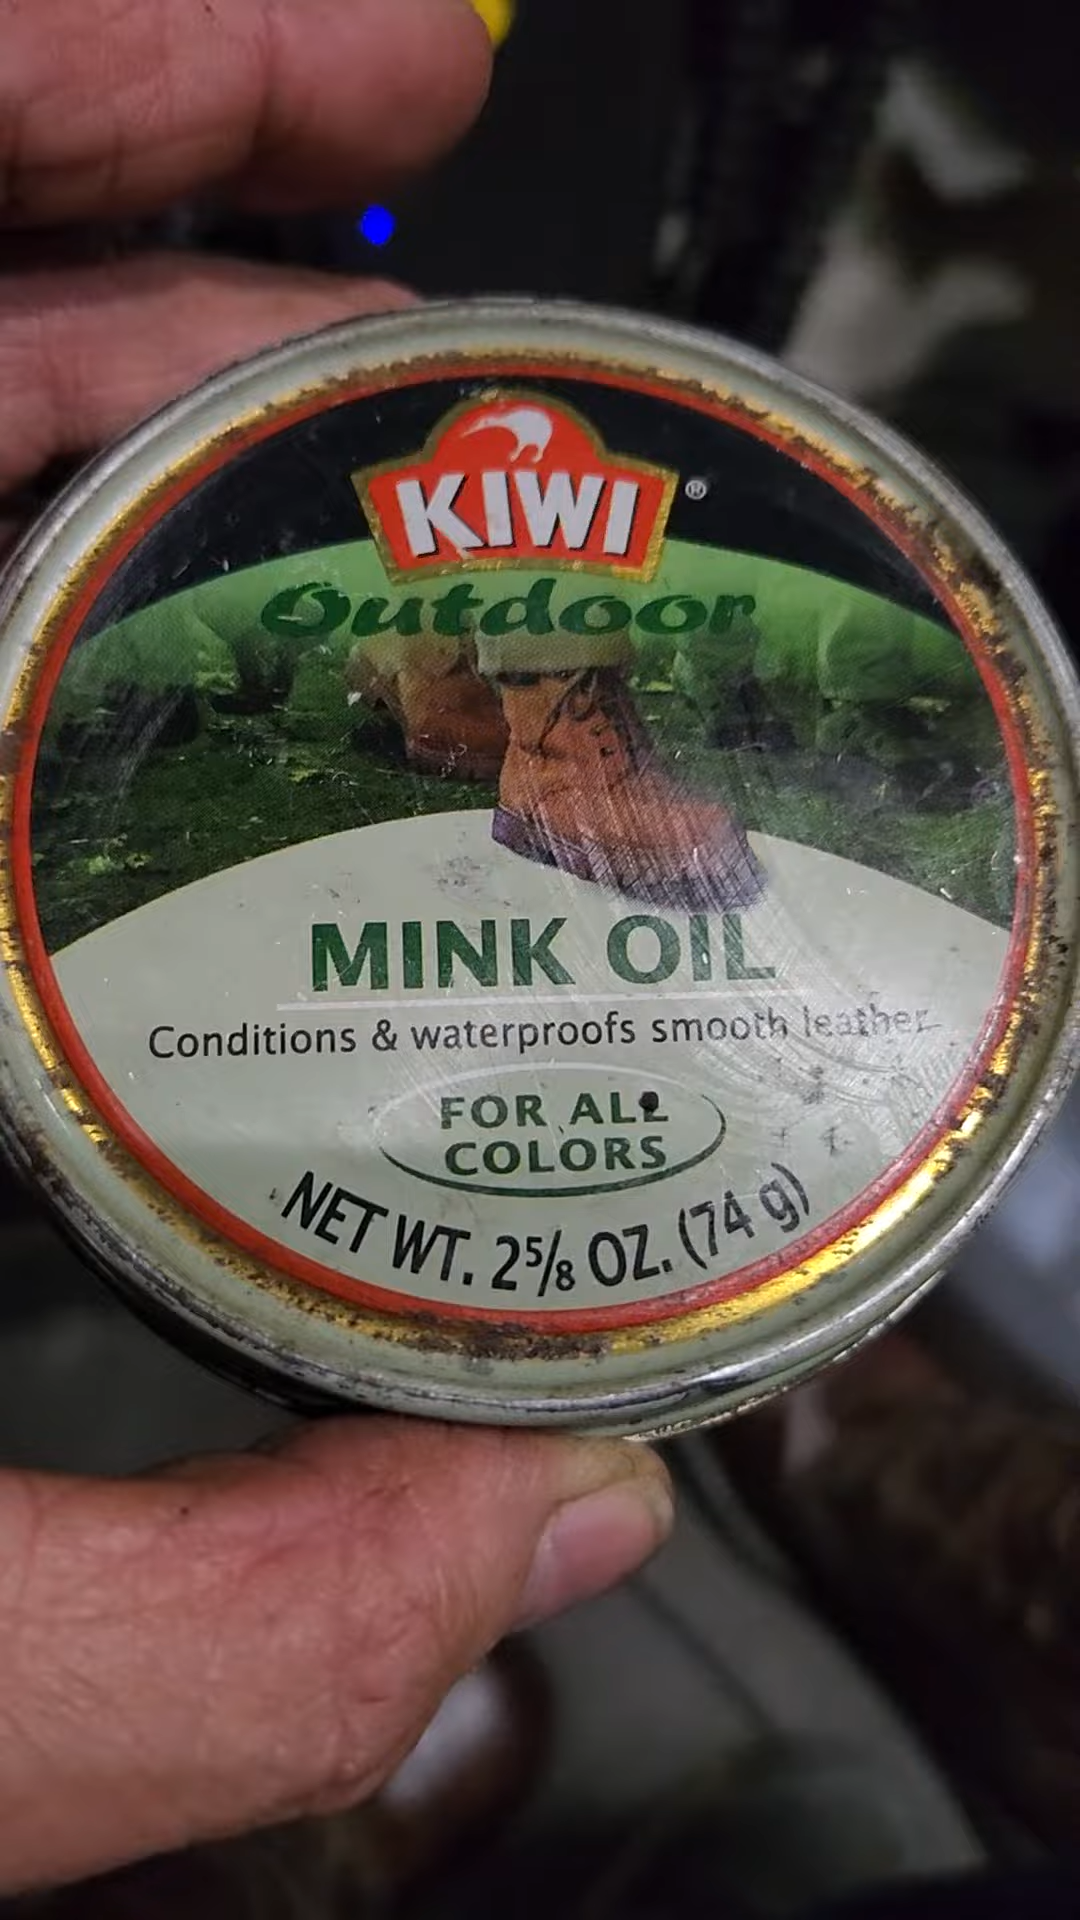 KIWI®
Outdoor
MINK OIL
Conditions & waterproofs smooth leather
FOR ALL
COLORS
NET WT. 2⅝ OZ. (74 g)